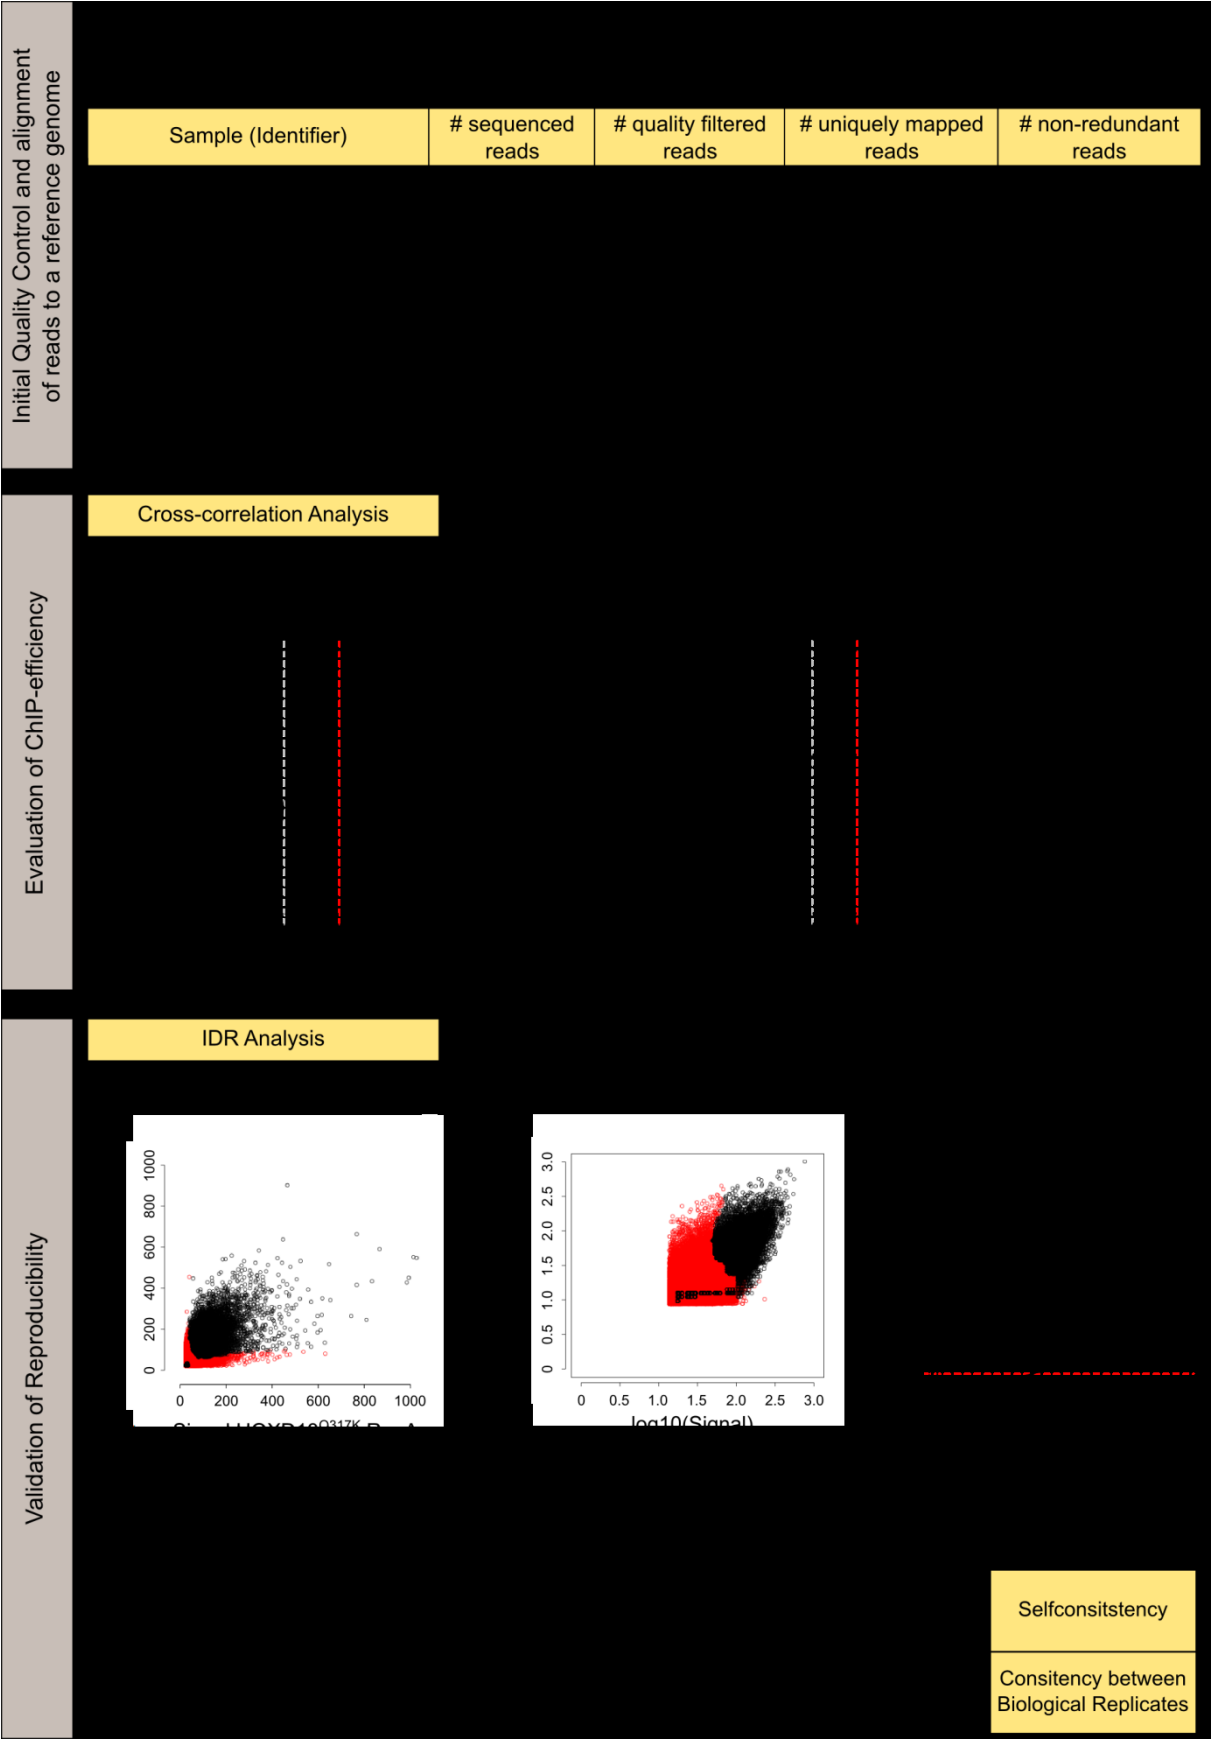 Initial Quality Control and alignment
of reads to a reference genome
Sample (Identifier)
# sequenced
reads
# quality filtered
reads
# uniquely mapped
reads
# non-redundant
reads
Evaluation of ChIP-efficiency
Cross-correlation Analysis
Validation of Reproducibility
IDR Analysis
1000
800
600
400
200
0
0 200 400 600 800 1000
3.0
2.5
2.0
1.5
1.0
0.5
0
0 0.5 1.0 1.5 2.0 2.5 3.0
log10(Signal)
Selfconsitstency
Consitency between
Biological Replicates